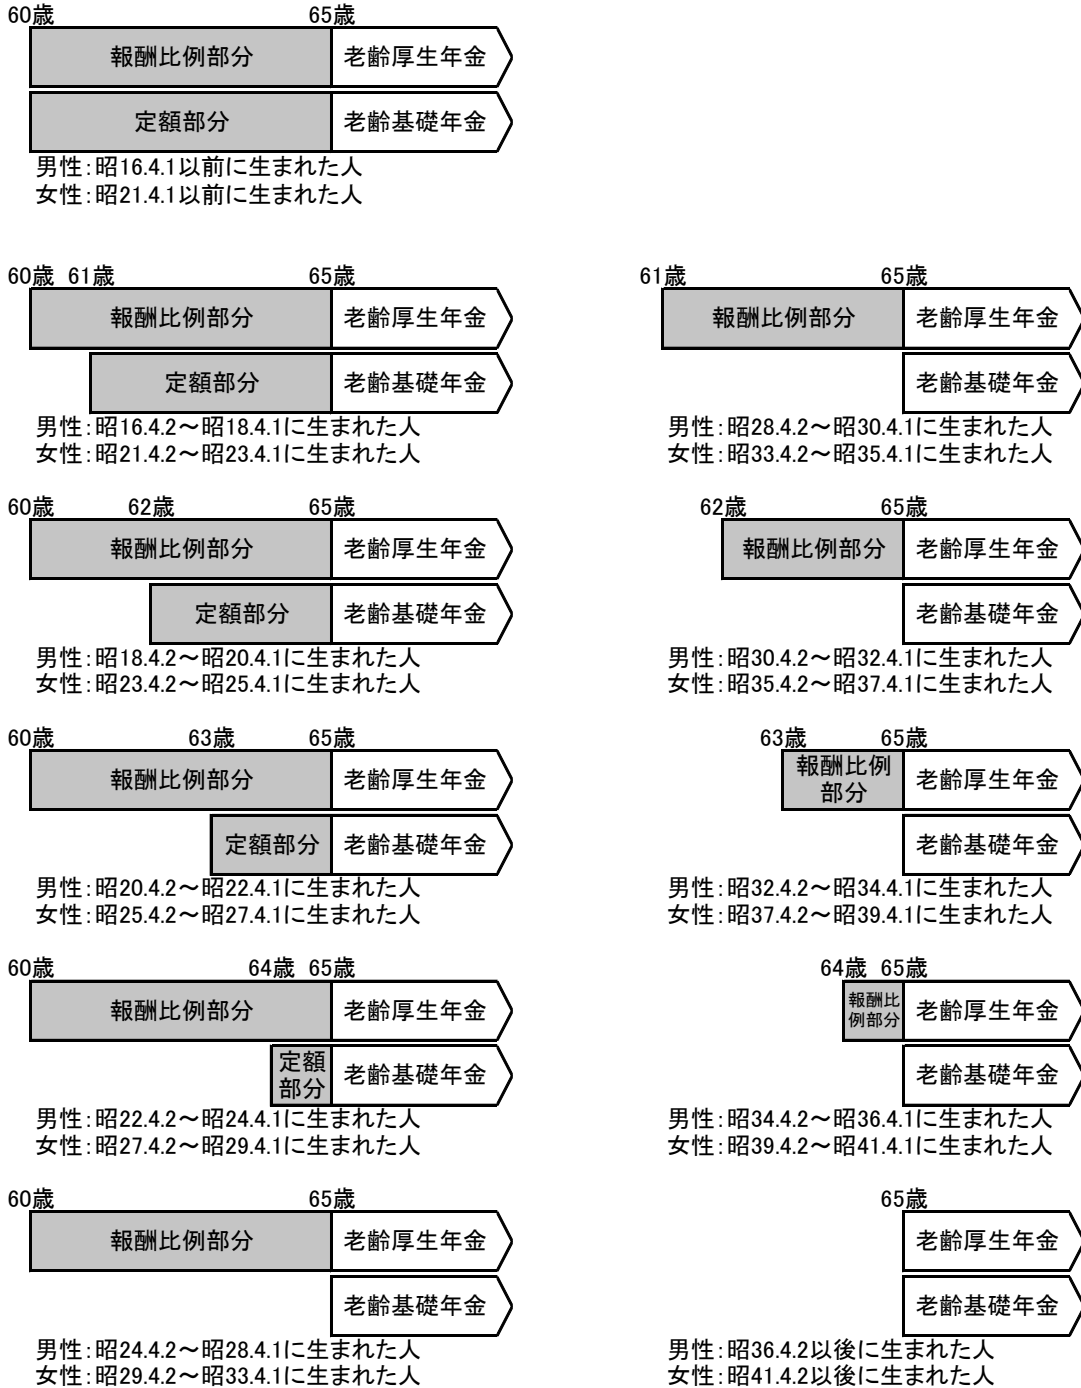 60歳 65歳
報酬比例部分 老齢厚生年金
定額部分 老齢基礎年金
男性：昭16.4.1以前に生まれた人
女性：昭21.4.1以前に生まれた人
60歳 61歳 65歳
報酬比例部分 老齢厚生年金
定額部分 老齢基礎年金
男性：昭16.4.2～昭18.4.1に生まれた人
女性：昭21.4.2～昭23.4.1に生まれた人
60歳 62歳 65歳
報酬比例部分 老齢厚生年金
定額部分 老齢基礎年金
男性：昭18.4.2～昭20.4.1に生まれた人
女性：昭23.4.2～昭25.4.1に生まれた人
60歳 63歳 65歳
報酬比例部分 老齢厚生年金
定額部分 老齢基礎年金
男性：昭20.4.2～昭22.4.1に生まれた人
女性：昭25.4.2～昭27.4.1に生まれた人
60歳 64歳 65歳
報酬比例部分 老齢厚生年金
定額
部分 老齢基礎年金
男性：昭22.4.2～昭24.4.1に生まれた人
女性：昭27.4.2～昭29.4.1に生まれた人
60歳 65歳
報酬比例部分 老齢厚生年金
老齢基礎年金
男性：昭24.4.2～昭28.4.1に生まれた人
女性：昭29.4.2～昭33.4.1に生まれた人
61歳 65歳
報酬比例部分 老齢厚生年金
老齢基礎年金
男性：昭28.4.2～昭30.4.1に生まれた人
女性：昭33.4.2～昭35.4.1に生まれた人
62歳 65歳
報酬比例部分 老齢厚生年金
老齢基礎年金
男性：昭30.4.2～昭32.4.1に生まれた人
女性：昭35.4.2～昭37.4.1に生まれた人
63歳 65歳
報酬比例
部分 老齢厚生年金
老齢基礎年金
男性：昭32.4.2～昭34.4.1に生まれた人
女性：昭37.4.2～昭39.4.1に生まれた人
64歳 65歳
報酬比
例部分 老齢厚生年金
老齢基礎年金
男性：昭34.4.2～昭36.4.1に生まれた人
女性：昭39.4.2～昭41.4.1に生まれた人
65歳
老齢厚生年金
老齢基礎年金
男性：昭36.4.2以後に生まれた人
女性：昭41.4.2以後に生まれた人